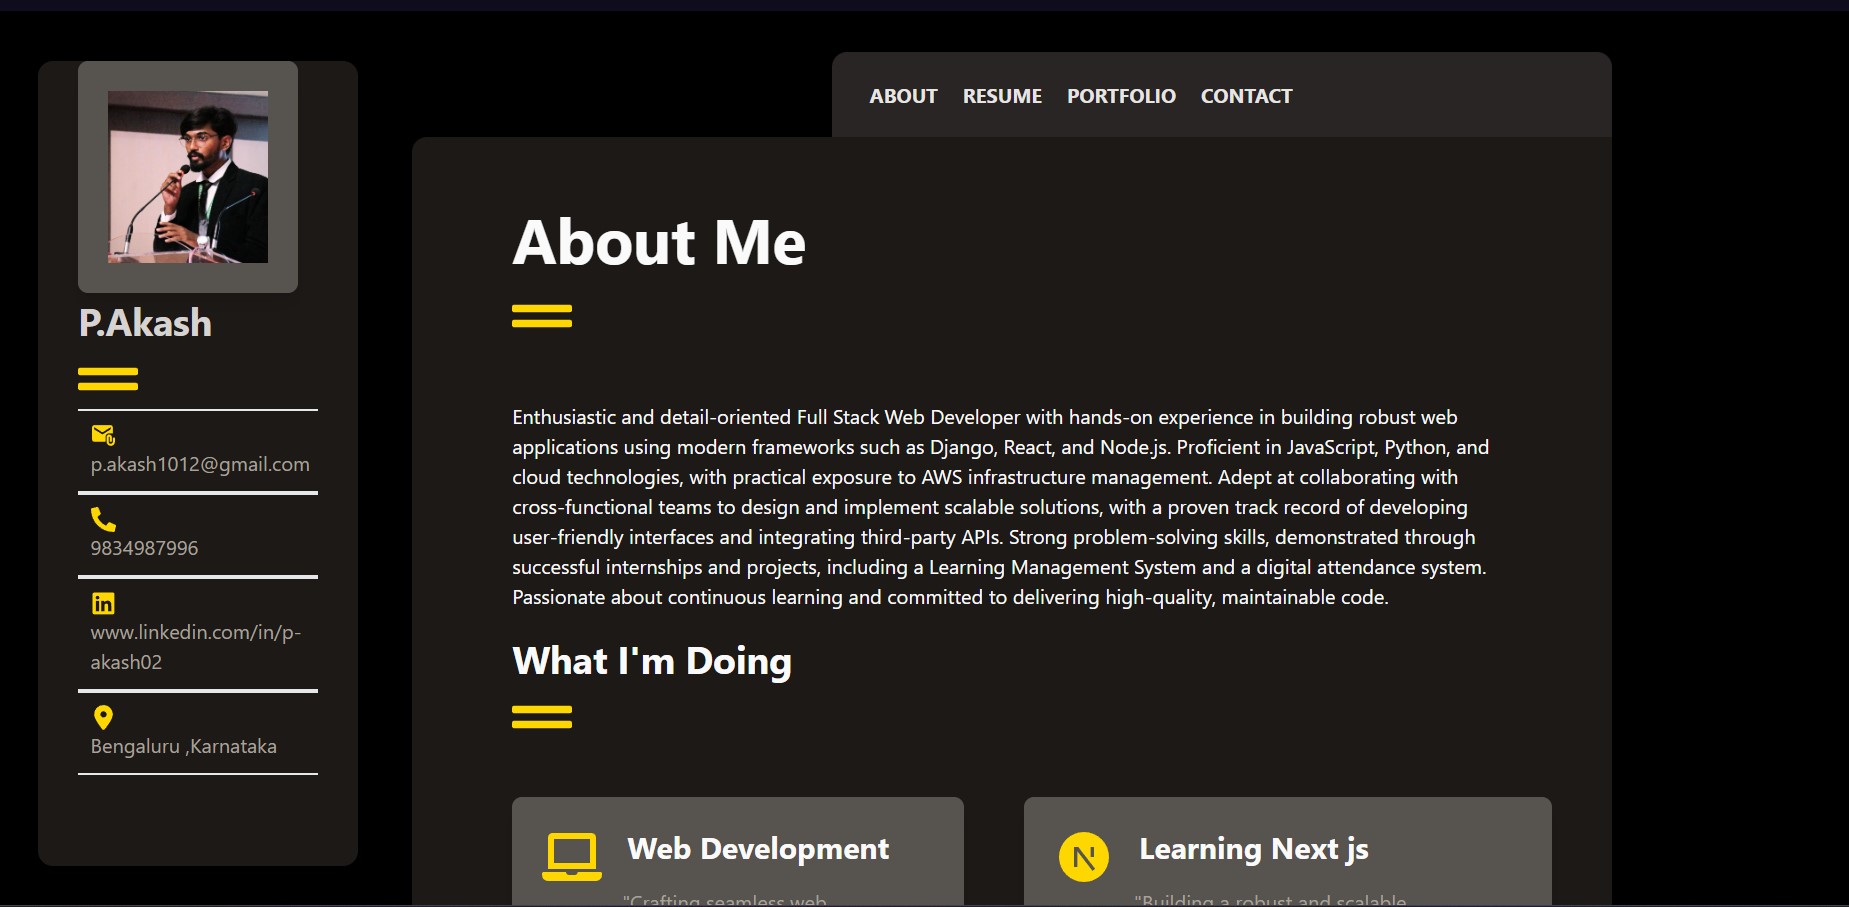 ABOUT RESUME PORTFOLIO CONTACT
P.Akash
p.akash1012@gmail.com
9834987996
in
www.linkedin.com/in/p-
akash02
Bengaluru ,Karnataka
About Me
Enthusiastic and detail-oriented Full Stack Web Developer with hands-on experience in building robust web
applications using modern frameworks such as Django, React, and Node.js. Proficient in JavaScript, Python, and
cloud technologies, with practical exposure to AWS infrastructure management. Adept at collaborating with
cross-functional teams to design and implement scalable solutions, with a proven track record of developing
user-friendly interfaces and integrating third-party APIs. Strong problem-solving skills, demonstrated through
successful internships and projects, including a Learning Management System and a digital attendance system.
Passionate about continuous learning and committed to delivering high-quality, maintainable code.
What I'm Doing
Web Development
"Crafting seamless web
N
Learning Next js
"Building a robust and scalable